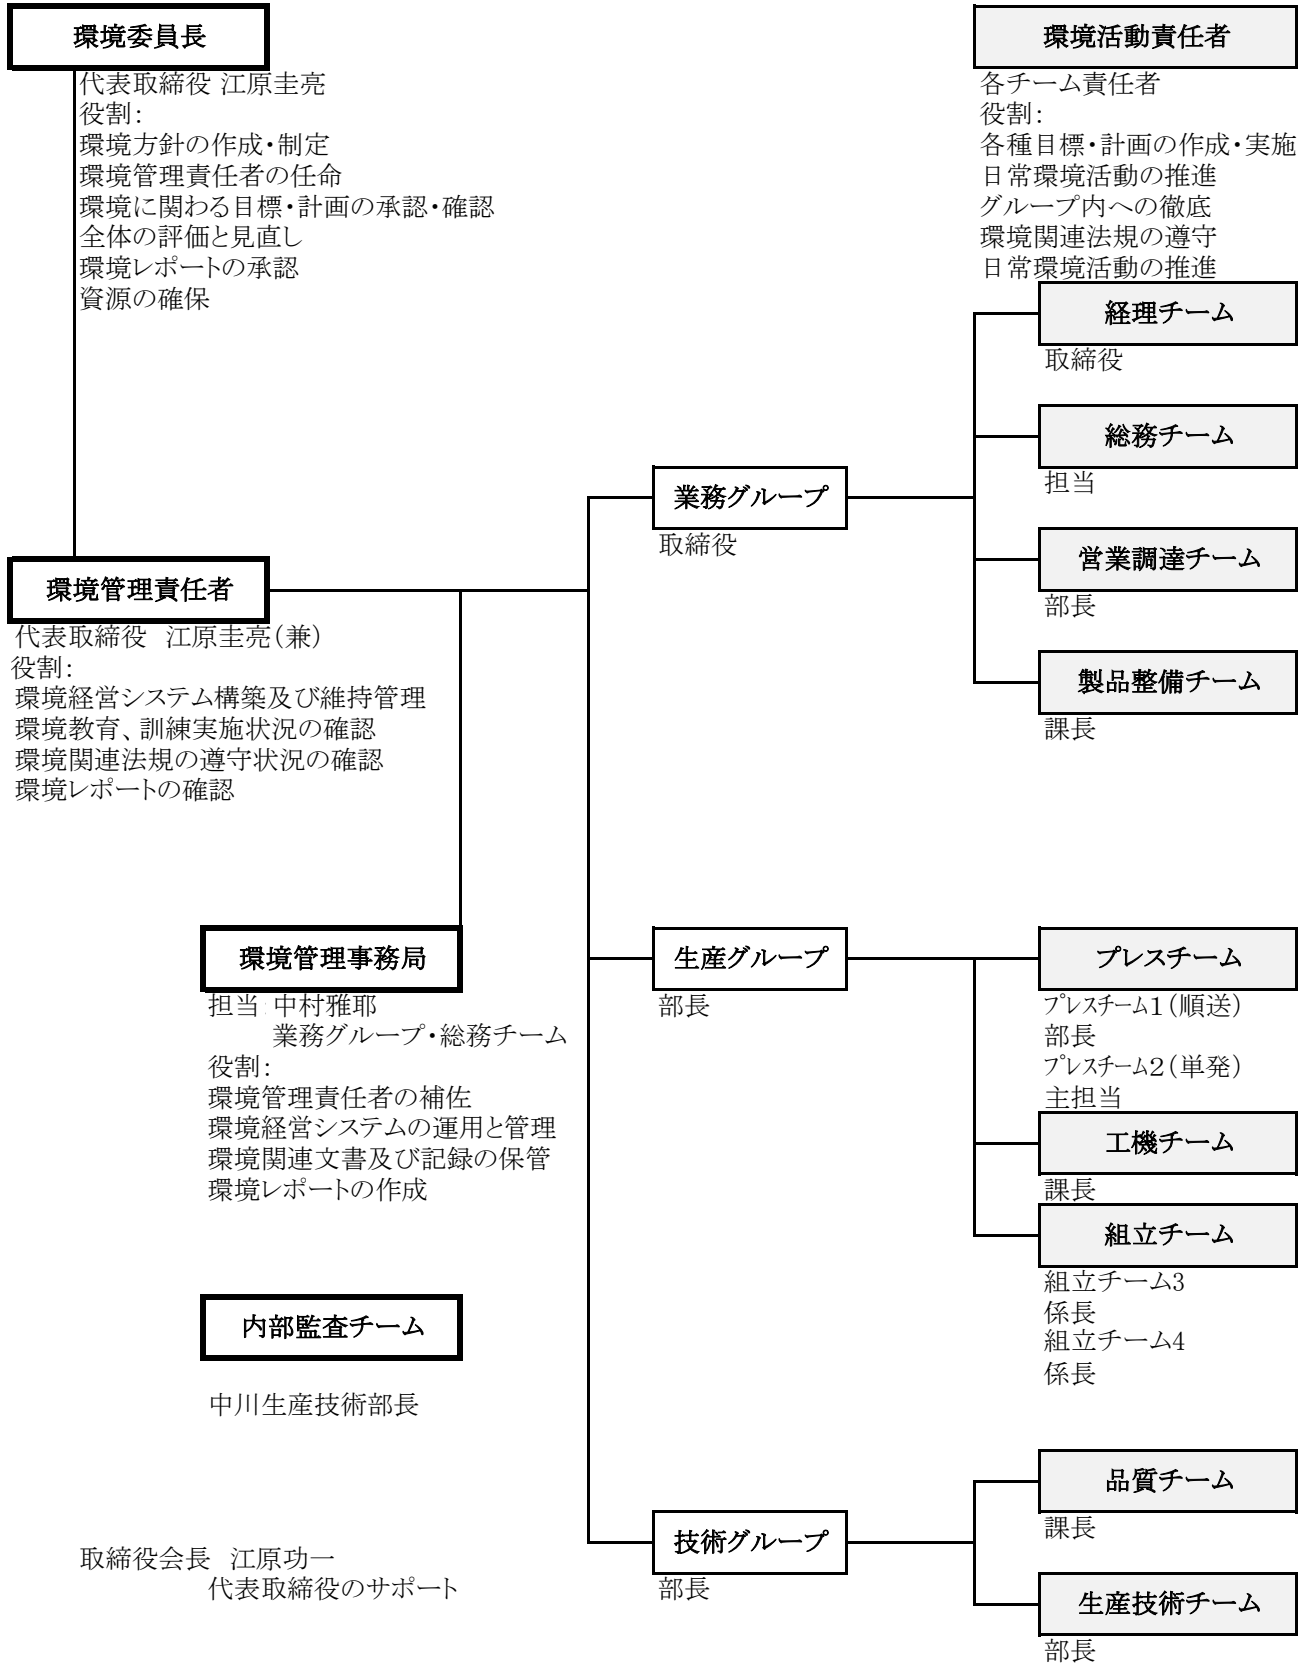 環境委員長
代表取締役 江原圭亮
役割：
環境方針の作成・制定
環境管理責任者の任命
環境に関わる目標・計画の承認・確認
全体の評価と見直し
環境レポートの承認
資源の確保
環境活動責任者
各チーム責任者
役割：
各種目標・計画の作成・実施
日常環境活動の推進
グループ内への徹底
環境関連法規の遵守
日常環境活動の推進
環境管理責任者
代表取締役　江原圭亮（兼）
役割：
環境経営システム構築及び維持管理
環境教育、訓練実施状況の確認
環境関連法規の遵守状況の確認
環境レポートの確認
業務グループ
取締役
経理チーム
取締役
総務チーム
担当
営業調達チーム
部長
製品整備チーム
課長
環境管理事務局
担当 中村雅耶
業務グループ・総務チーム
役割：
環境管理責任者の補佐
環境経営システムの運用と管理
環境関連文書及び記録の保管
環境レポートの作成
生産グループ
部長
プレスチーム
プレスチーム1（順送）
部長
プレスチーム2（単発）
主担当
工機チーム
課長
組立チーム
組立チーム3
係長
組立チーム4
係長
内部監査チーム
中川生産技術部長
技術グループ
部長
品質チーム
課長
生産技術チーム
部長
取締役会長　江原功一
代表取締役のサポート